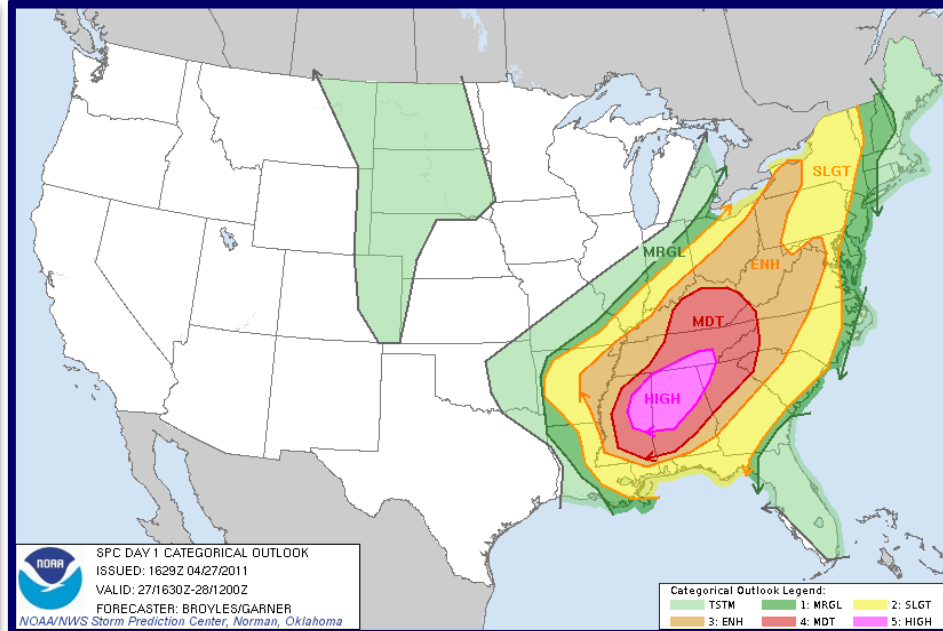 SLGT
MRGL
ENH
MDT
HIGH
NOAA
SPC DAY 1 CATEGORICAL OUTLOOK
ISSUED: 1629Z 04/27/2011
VALID: 27/1630Z-28/1200Z
FORECASTER: BROYLES/GARNER
NOAA/NWS Storm Prediction Center, Norman, Oklahoma
Categorical Outlook Legend:
TSTM 1: MRGL 2: SLGT
3: ENH 4: MDT 5: HIGH